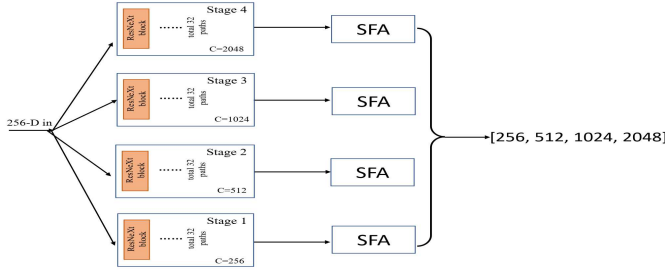 256-D in
Stage 4
ResNeXt
block
......
total 32
paths
C=2048
SFA
Stage 3
ResNeXt
block
......
total 32
paths
C=1024
SFA
Stage 2
ResNeXt
block
......
total 32
paths
C=512
SFA
Stage 1
ResNeXt
block
......
total 32
paths
C=256
SFA
[256, 512, 1024, 2048]